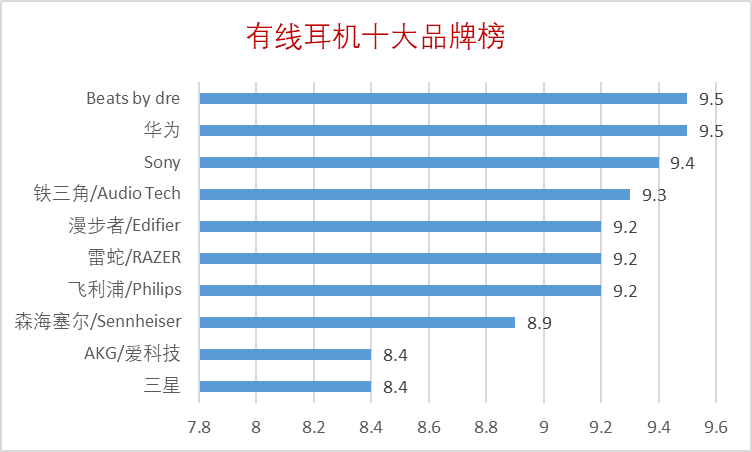 有线耳机十大品牌榜
Beats by dre 9.5
华为 9.5
Sony 9.4
铁三角/Audio Tech 9.3
漫步者/Edifier 9.2
雷蛇/RAZER 9.2
飞利浦/Philips 9.2
森海塞尔/Sennheiser 8.9
AKG/爱科技 8.4
三星 8.4
7.8 8 8.2 8.4 8.6 8.8 9 9.2 9.4 9.6